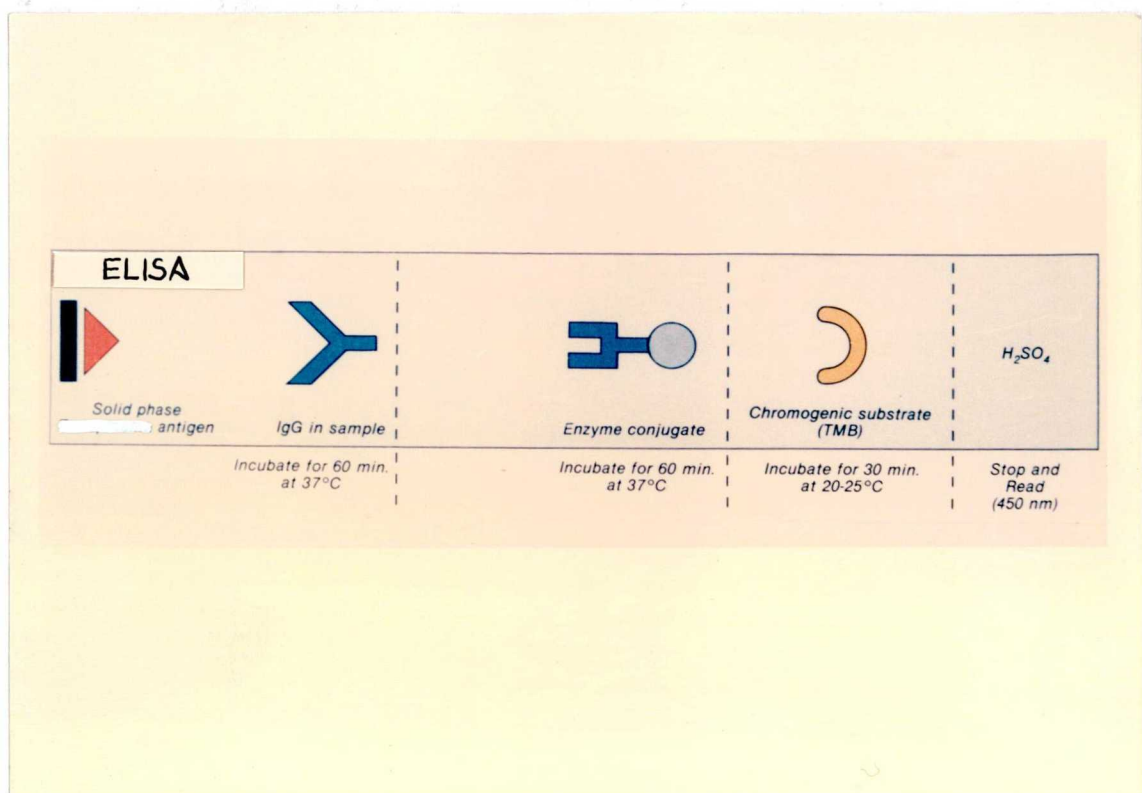 ELISA
Solid phase
antigen
IgG in sample
Enzyme conjugate
Chromogenic substrate
(TMB)
H₂SO₄
Incubate for 60 min.
at 37°C
Incubate for 60 min.
at 37°C
Incubate for 30 min.
at 20-25°C
Stop and
Read
(450 nm)